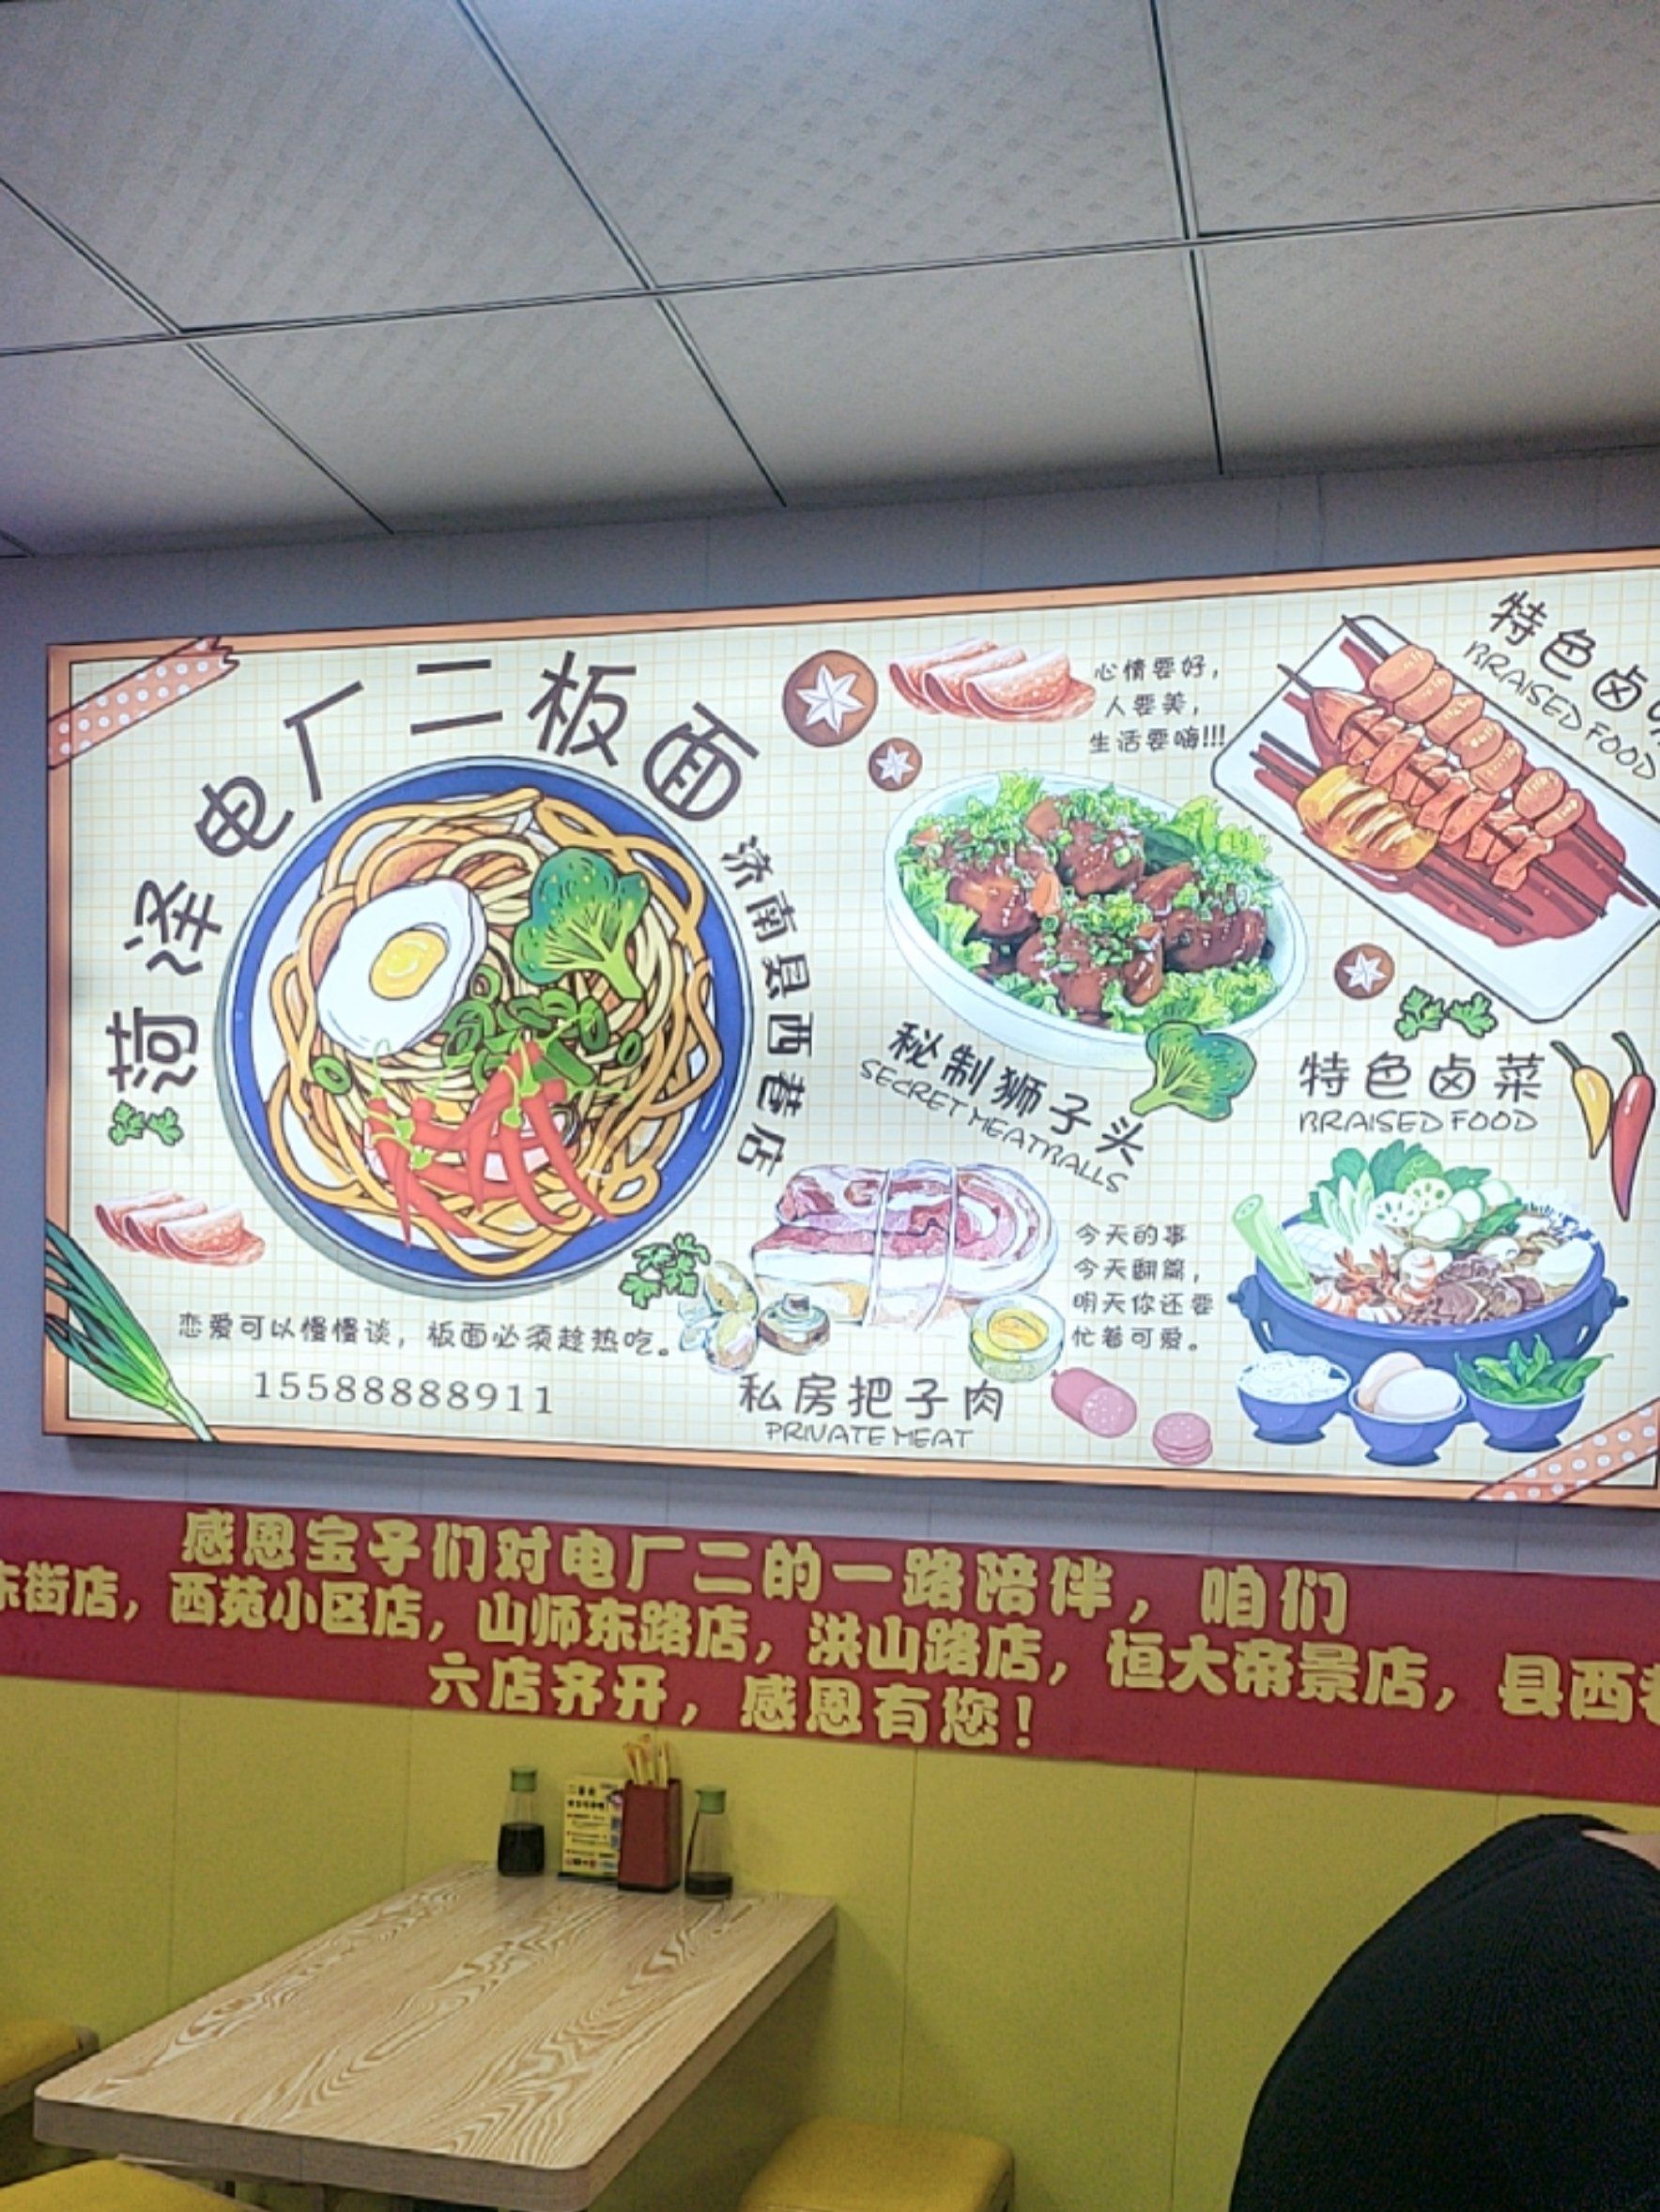 菏泽电厂二板面
济南县西巷店
心情要好，
人要美，
生活要嗨!!!
特色卤
BRAISED FOOD
秘制狮子头
SECRET MEATBALLS
特色卤菜
BRAISED FOOD
今天的事
今天翻篇，
明天你还要
忙着可爱。
恋爱可以慢慢谈，板面必须趁热吃。
15588888911
私房把子肉
PRIVATE MEAT
感恩宝子们对电厂二的一路陪伴，咱们
东街店，西苑小区店，山师东路店，洪山路店，恒大帝景店，县西巷
六店齐开，感恩有您！